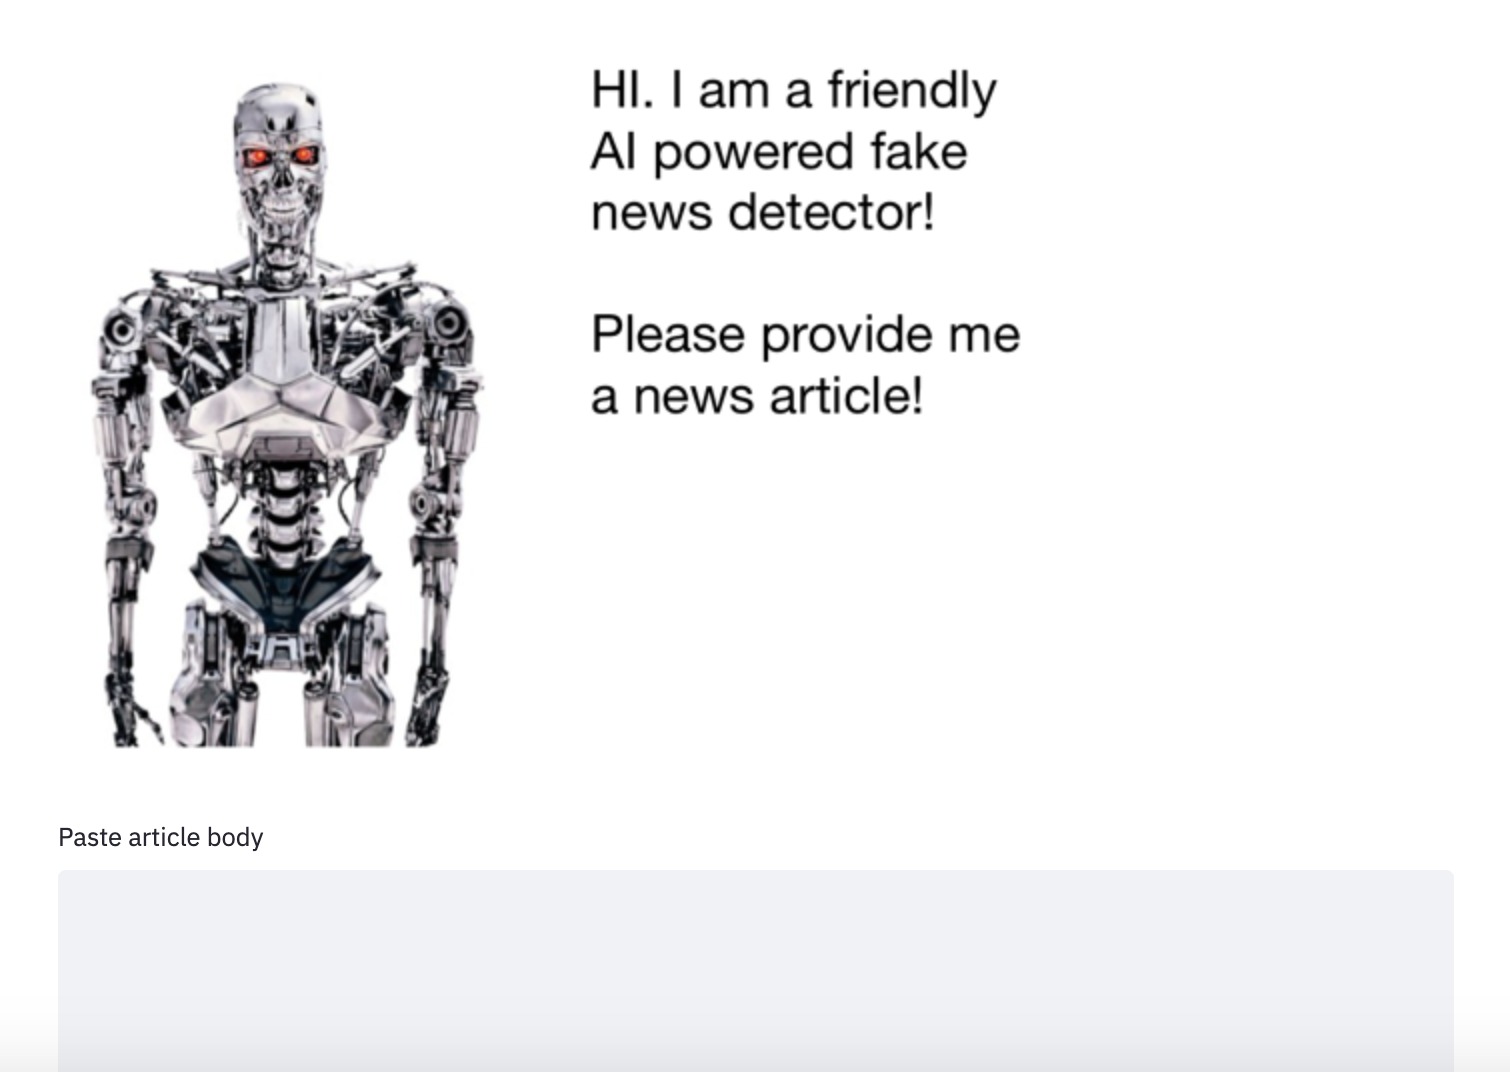 HI. I am a friendly
AI powered fake
news detector!
Please provide me
a news article!
Paste article body